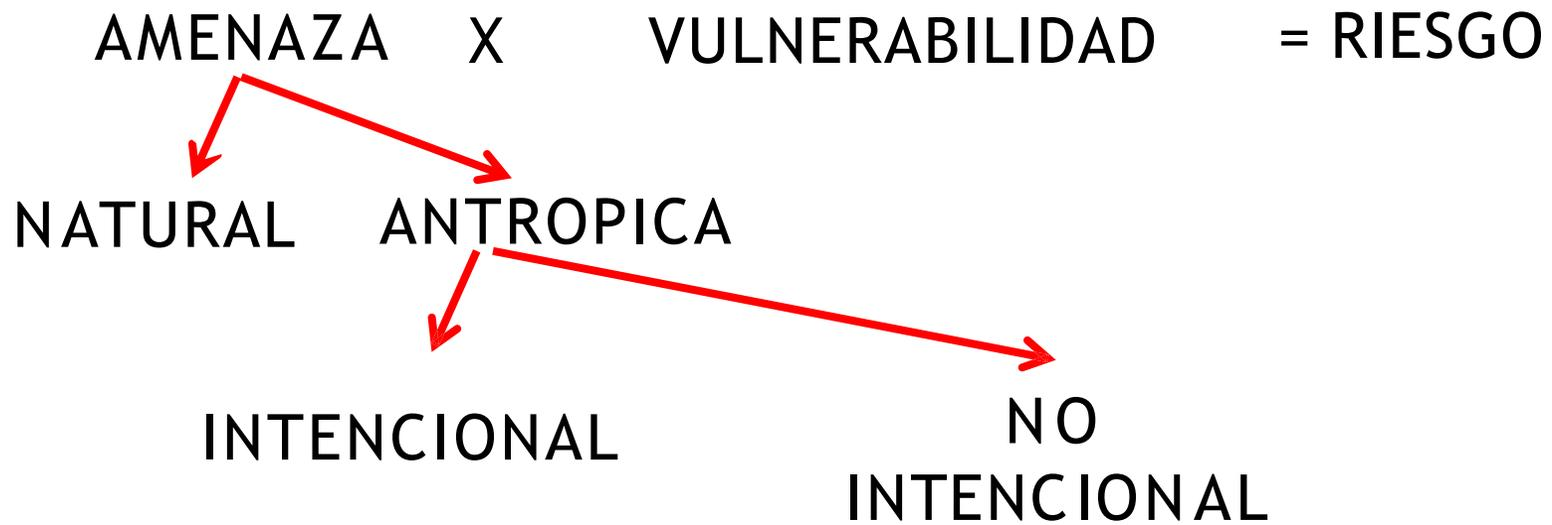 AMENAZA X VULNERABILIDAD = RIESGO
NATURAL ANTROPICA
INTENCIONAL
NO
INTENCIONAL